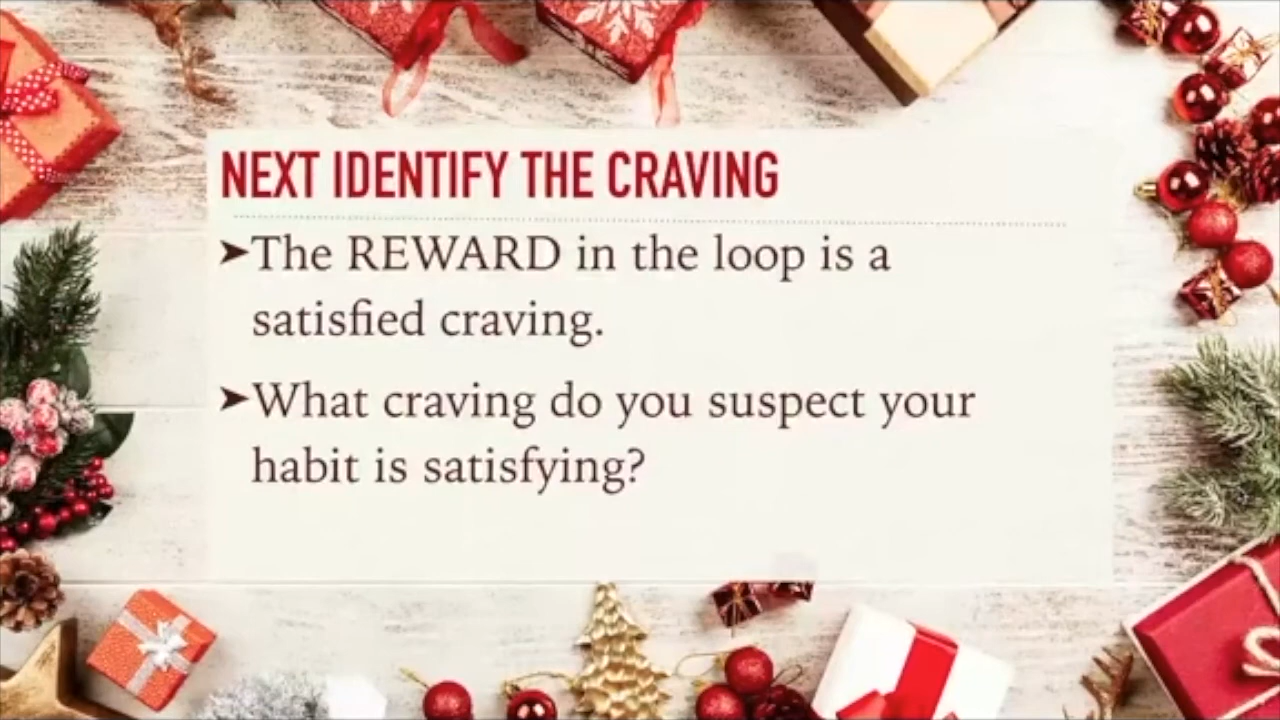 NEXT IDENTIFY THE CRAVING
➤The REWARD in the loop is a
satisfied craving.
➤What craving do you suspect your
habit is satisfying?